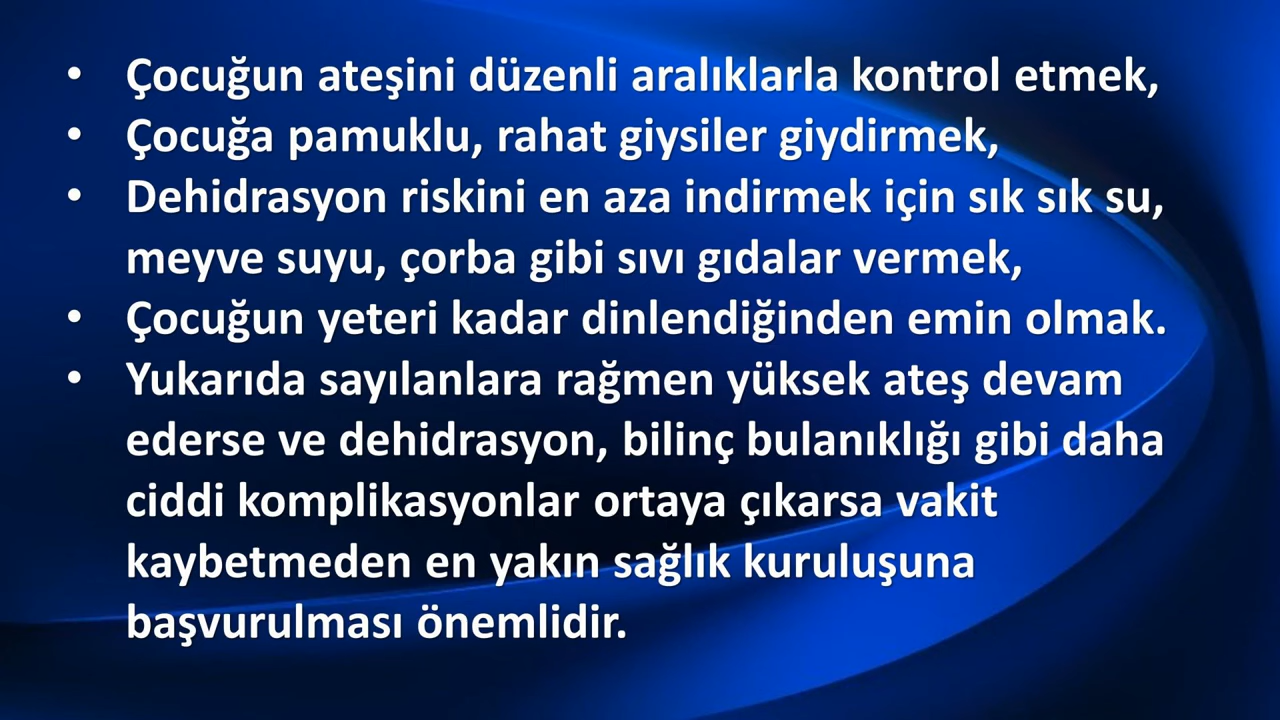 • Çocuğun ateşini düzenli aralıklarla kontrol etmek,
• Çocuğa pamuklu, rahat giysiler giydirmek,
• Dehidrasyon riskini en aza indirmek için sık sık su,
meyve suyu, çorba gibi sıvı gıdalar vermek,
• Çocuğun yeteri kadar dinlendiğinden emin olmak.
• Yukarıda sayılanlara rağmen yüksek ateş devam
ederse ve dehidrasyon, bilinç bulanıklığı gibi daha
ciddi komplikasyonlar ortaya çıkarsa vakit
kaybetmeden en yakın sağlık kuruluşuna
başvurulması önemlidir.